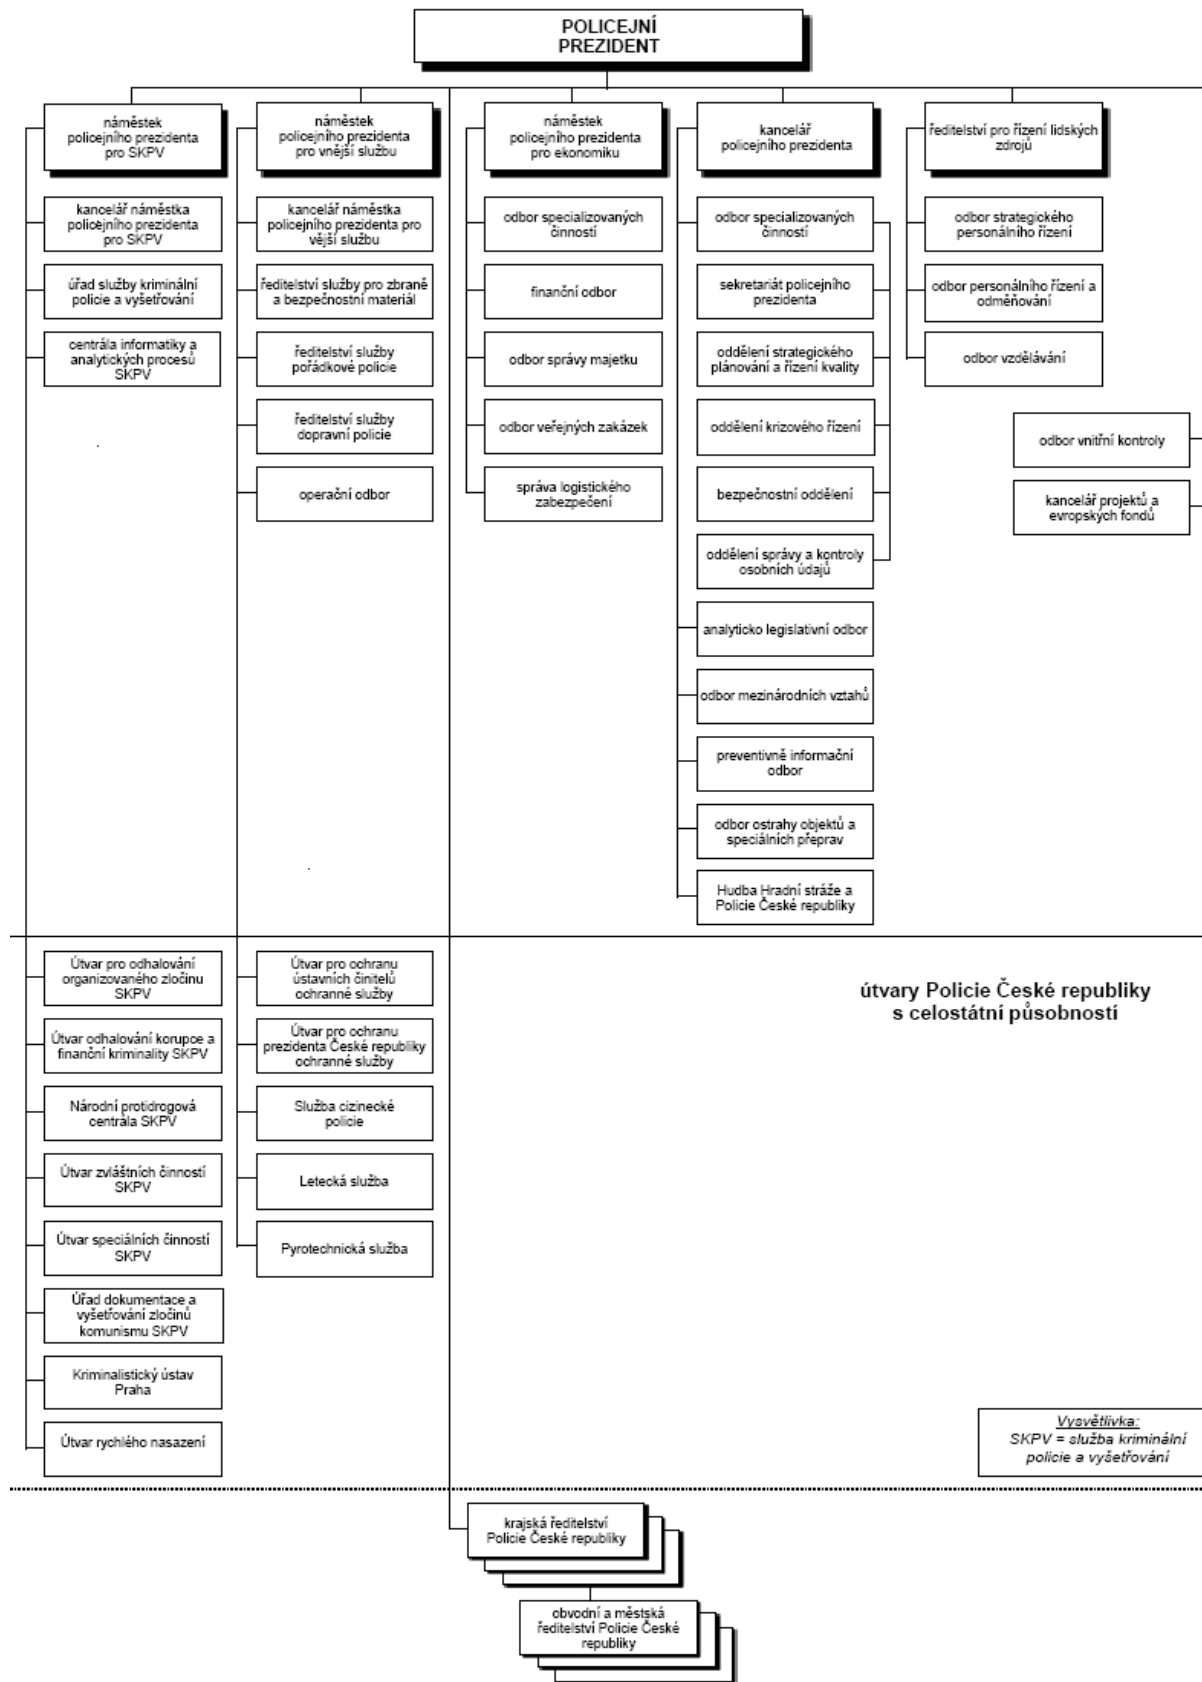 POLICEJNÍ
PREZIDENT
náměstek
policejního prezidenta
pro SKPV
náměstek
policejního prezidenta
pro vnější službu
náměstek
policejního prezidenta
pro ekonomiku
kancelář
policejního prezidenta
ředitelství pro řízení lidských
zdrojů
kancelář náměstka
policejního prezidenta
pro SKPV
úřad služby kriminální
policie a vyšetřování
centrála informatiky a
analytických procesů
SKPV
kancelář náměstka
policejního prezidenta pro
vější službu
ředitelství služby pro zbraně
a bezpečnostní materiál
ředitelství služby
pořádkové policie
ředitelství služby
dopravní policie
operační odbor
odbor specializovaných
činností
finanční odbor
odbor správy majetku
odbor veřejných zakázek
správa logistického
zabezpečení
odbor specializovaných
činností
sekretariát policejního
prezidenta
oddělení strategického
plánování a řízení kvality
oddělení krizového řízení
bezpečnostní oddělení
oddělení správy a kontroly
osobních údajů
analyticko legislativní odbor
odbor mezinárodních vztahů
preventivně informační
odbor
odbor ostrahy objektů a
speciálních přeprav
Hudba Hradní stráže a
Policie České republiky
odbor strategického
personálního řízení
odbor personálního řízení a
odměňování
odbor vzdělávání
odbor vnitřní kontroly
kancelář projektů a
evropských fondů
Útvar pro odhalování
organizovaného zločinu
SKPV
Útvar odhalování korupce a
finanční kriminality SKPV
Národní protidrogová
centrála SKPV
Útvar zvláštních činností
SKPV
Útvar speciálních činností
SKPV
Úřad dokumentace a
vyšetřování zločinů
komunismu SKPV
Kriminalistický ústav
Praha
Útvar rychlého nasazení
Útvar pro ochranu
ústavních činitelů
ochranné služby
Útvar pro ochranu
prezidenta České republiky
ochranné služby
Služba cizinecké
policie
Letecká služba
Pyrotechnická služba
útvary Policie České republiky
s celostátní působností
Vysvětlivka:
SKPV = služba kriminální
policie a vyšetřování
krajská ředitelství
Policie České republiky
obvodní a městská
ředitelství Policie České
republiky